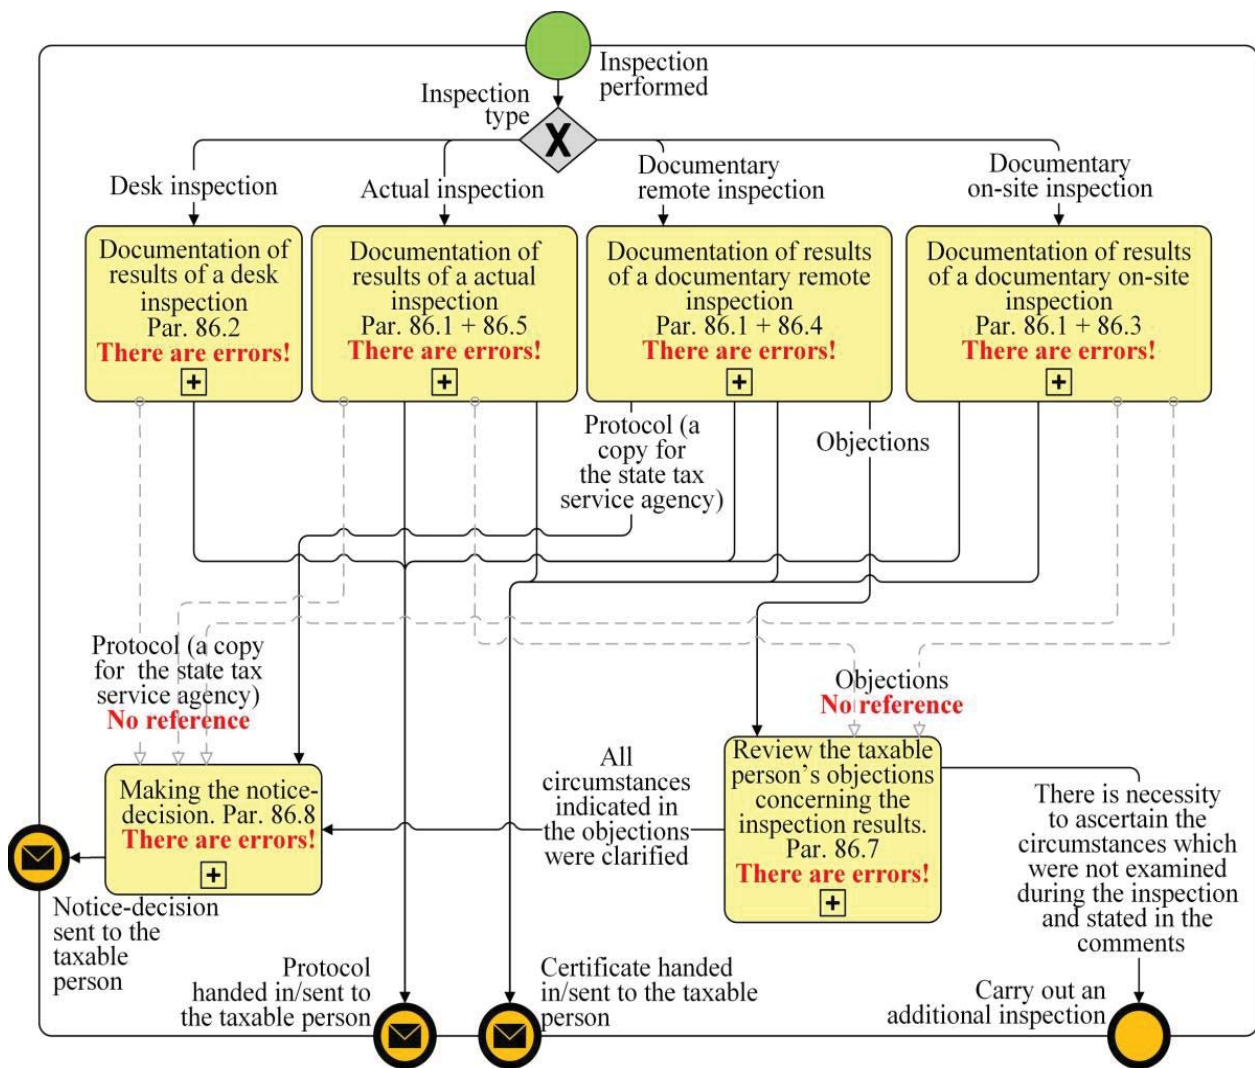 Inspection
performed
Inspection
type
X
Desk inspection
Actual inspection
Documentary
remote inspection
Documentary
on-site inspection
Documentation of
results of a desk
inspection
Par. 86.2
There are errors!
+
Documentation of
results of a actual
inspection
Par. 86.1 + 86.5
There are errors!
+
Documentation of results
of a documentary remote
inspection
Par. 86.1 + 86.4
There are errors!
+
Documentation of results
of a documentary on-site
inspection
Par. 86.1 + 86.3
There are errors!
+
Protocol (a
copy for
the state tax
service agency)
Objections
Protocol (a copy
for the state tax
service agency)
No reference
Objections
No reference
Making the notice-
decision. Par. 86.8
There are errors!
+
All
circumstances
indicated in
the objections
were clarified
Review the taxable
person's objections
concerning the
inspection results.
Par. 86.7
There are errors!
+
There is necessity
to ascertain the
circumstances which
were not examined
during the inspection
and stated in the
comments
Notice-decision
sent to the
taxable
person
Protocol
handed in/sent to
the taxable person
Certificate handed
in/sent to the taxable
person
Carry out an
additional inspection